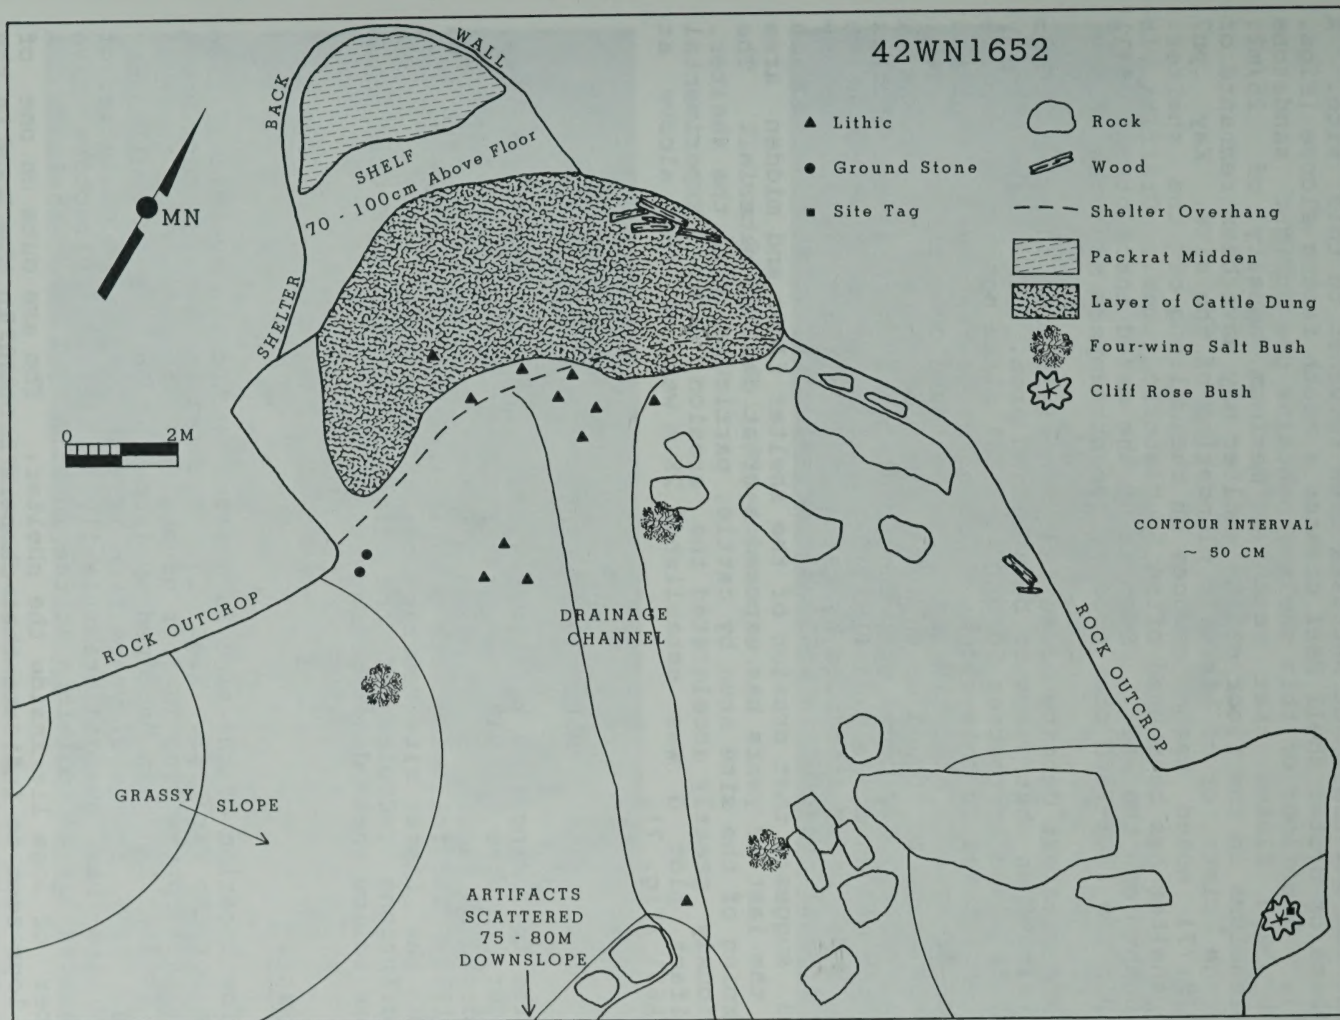 42WN1652
BACK
WALL
SHELTER
SHELF
70 - 100cm Above Floor
MN
0 2M
Lithic
Ground Stone
Site Tag
Rock
Wood
Shelter Overhang
Packrat Midden
Layer of Cattle Dung
Four-wing Salt Bush
Cliff Rose Bush
CONTOUR INTERVAL
~ 50 CM
ROCK OUTCROP
DRAINAGE
CHANNEL
ROCK OUTCROP
GRASSY SLOPE
ARTIFACTS
SCATTERED
75 - 80M
DOWNSLOPE